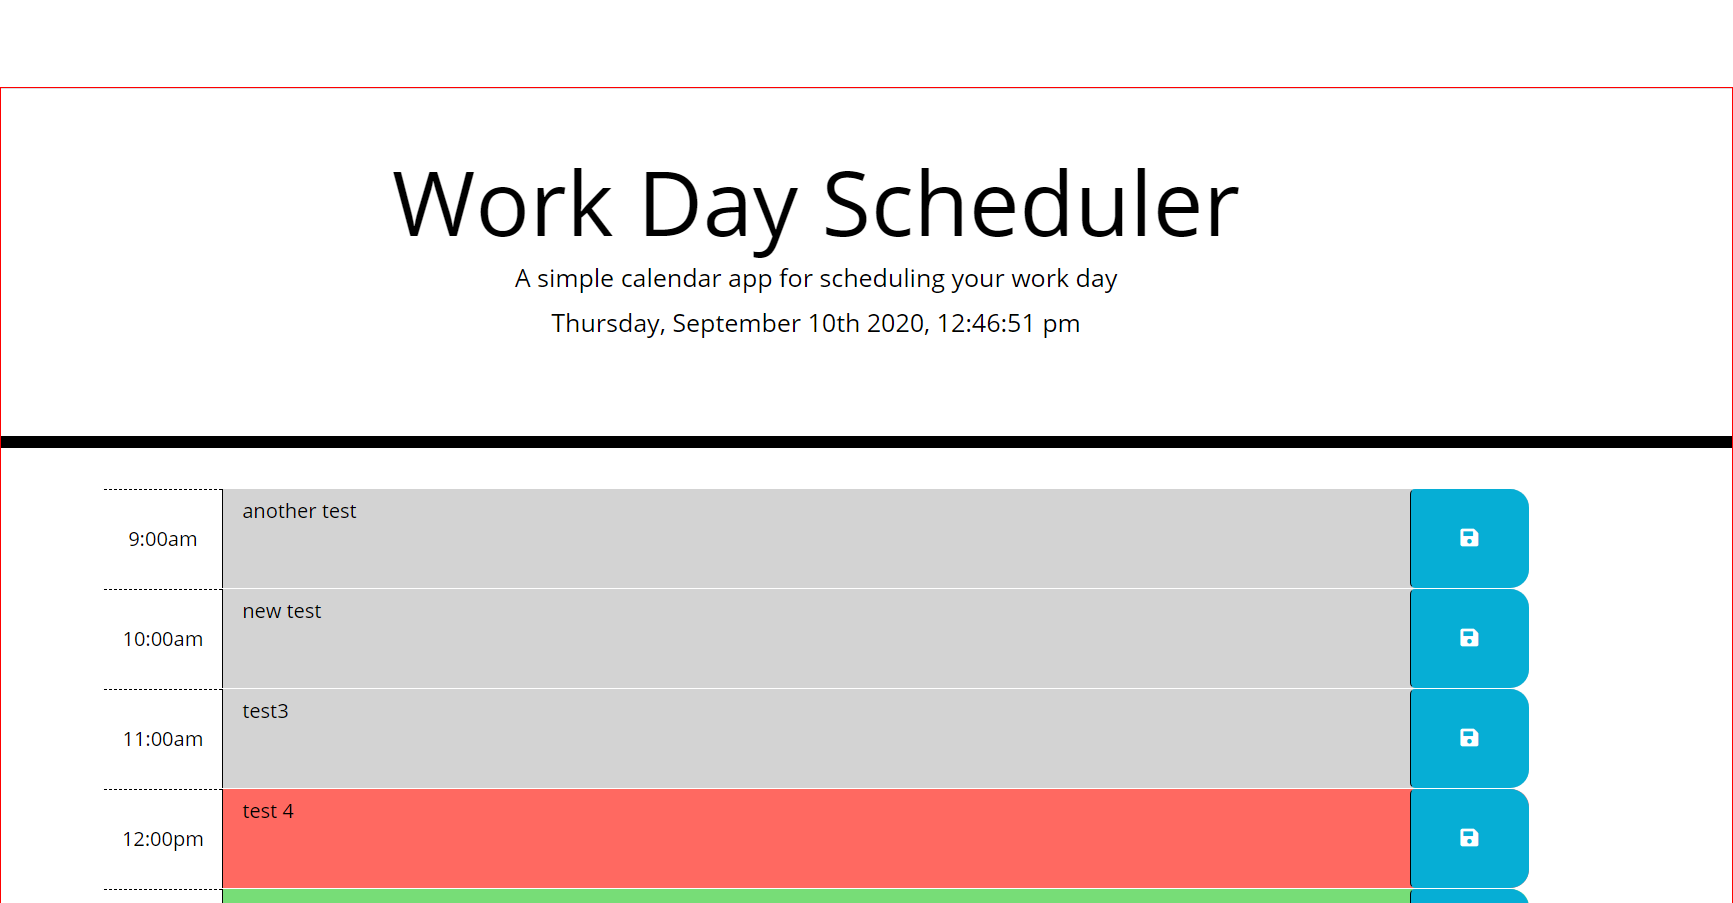 Work Day Scheduler
A simple calendar app for scheduling your work day
Thursday, September 10th 2020, 12:46:51 pm
9:00am another test
10:00am new test
11:00am test3
12:00pm test 4